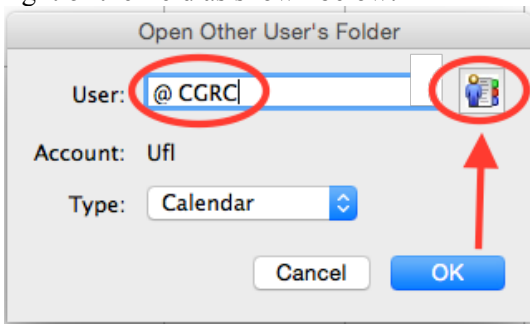 Open Other User's Folder
User: @ CGRC
Account: Ufl
Type: Calendar
Cancel OK